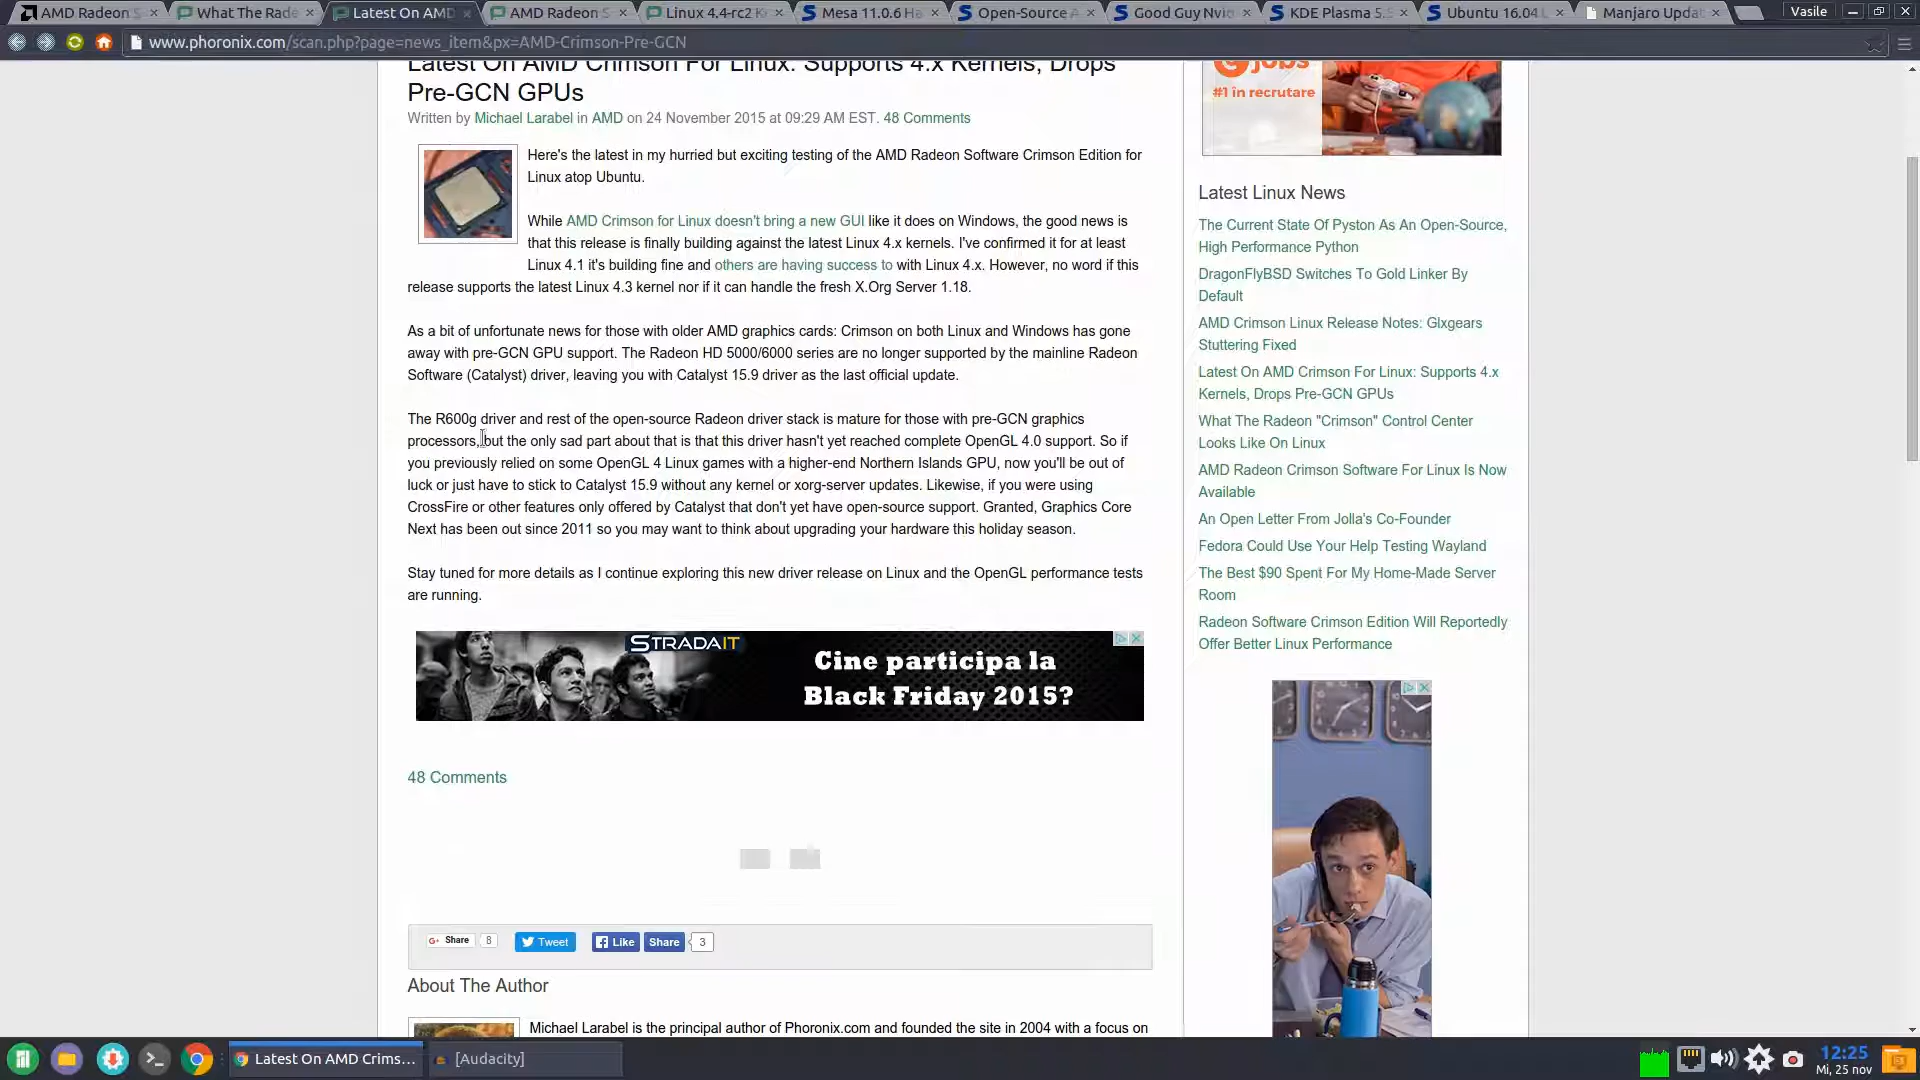 AMD Radeon S
What The Rade
Latest On AMD
AMD Radeon S
Linux 4.4-rc2 K
Mesa 11.0.6 Ha
Open-Source A
Good Guy Nvid
KDE Plasma 5.5
Ubuntu 16.04 L
Manjaro Updat
Vasile
www.phoronix.com/scan.php?page=news_item&px=AMD-Crimson-Pre-GCN
Latest On AMD Crimson For Linux: Supports 4.x Kernels, Drops
Pre-GCN GPUs
Written by Michael Larabel in AMD on 24 November 2015 at 09:29 AM EST. 48 Comments
Here's the latest in my hurried but exciting testing of the AMD Radeon Software Crimson Edition for
Linux atop Ubuntu.
While AMD Crimson for Linux doesn't bring a new GUI like it does on Windows, the good news is
that this release is finally building against the latest Linux 4.x kernels. I've confirmed it for at least
Linux 4.1 it's building fine and others are having success to with Linux 4.x. However, no word if this
release supports the latest Linux 4.3 kernel nor if it can handle the fresh X.Org Server 1.18.
As a bit of unfortunate news for those with older AMD graphics cards: Crimson on both Linux and Windows has gone
away with pre-GCN GPU support. The Radeon HD 5000/6000 series are no longer supported by the mainline Radeon
Software (Catalyst) driver, leaving you with Catalyst 15.9 driver as the last official update.
The R600g driver and rest of the open-source Radeon driver stack is mature for those with pre-GCN graphics
processors, but the only sad part about that is that this driver hasn't yet reached complete OpenGL 4.0 support. So if
you previously relied on some OpenGL 4 Linux games with a higher-end Northern Islands GPU, now you'll be out of
luck or just have to stick to Catalyst 15.9 without any kernel or xorg-server updates. Likewise, if you were using
CrossFire or other features only offered by Catalyst that don't yet have open-source support. Granted, Graphics Core
Next has been out since 2011 so you may want to think about upgrading your hardware this holiday season.
Stay tuned for more details as I continue exploring this new driver release on Linux and the OpenGL performance tests
are running.
STRADAIT
Cine participa la
Black Friday 2015?
48 Comments
G+ Share 8
Tweet
Like
Share
3
About The Author
Michael Larabel is the principal author of Phoronix.com and founded the site in 2004 with a focus on
jobs
#1 in recrutare
Latest Linux News
The Current State Of Pyston As An Open-Source,
High Performance Python
DragonFlyBSD Switches To Gold Linker By
Default
AMD Crimson Linux Release Notes: Glxgears
Stuttering Fixed
Latest On AMD Crimson For Linux: Supports 4.x
Kernels, Drops Pre-GCN GPUs
What The Radeon "Crimson" Control Center
Looks Like On Linux
AMD Radeon Crimson Software For Linux Is Now
Available
An Open Letter From Jolla's Co-Founder
Fedora Could Use Your Help Testing Wayland
The Best $90 Spent For My Home-Made Server
Room
Radeon Software Crimson Edition Will Reportedly
Offer Better Linux Performance
Latest On AMD Crims...
[Audacity]
12:25
Mi, 25 nov